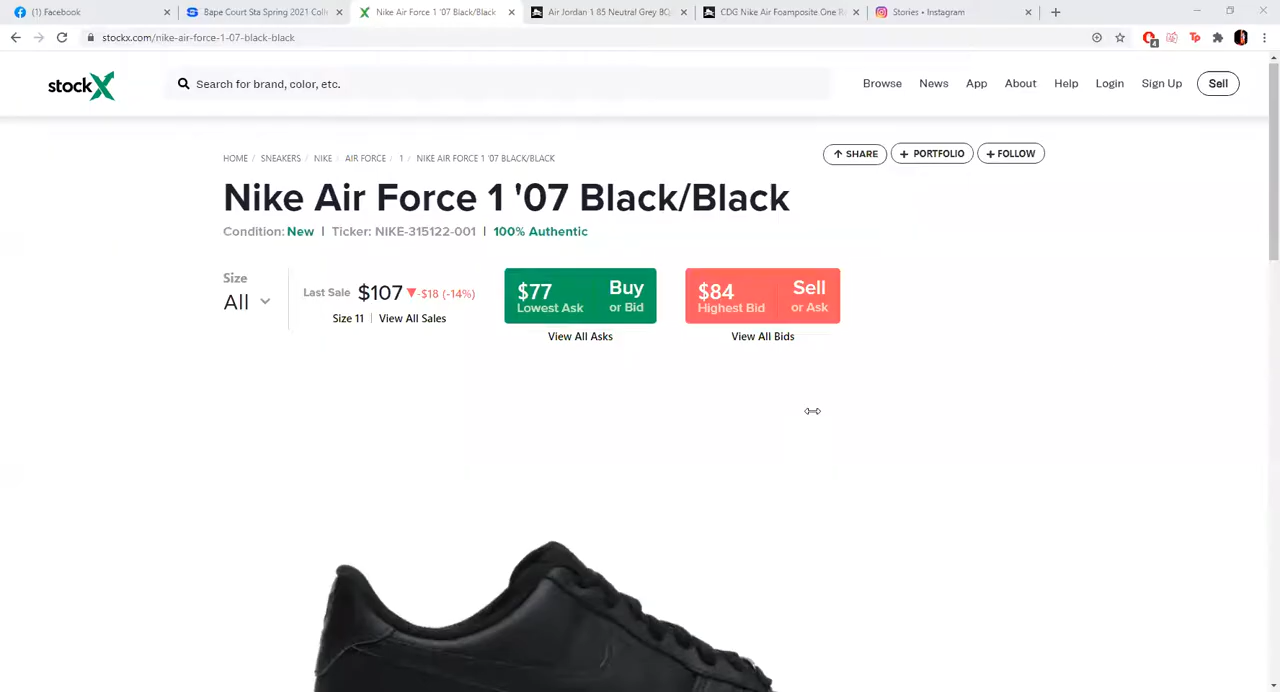 (1) Facebook
Bape Court Sta Spring 2021 Coll
Nike Air Force 1 '07 Black/Black
Air Jordan 1 85 Neutral Grey BQ
CDG Nike Air Foamposite One R
Stories • Instagram
stockx.com/nike-air-force-1-07-black-black
4
Tp
stockX
Search for brand, color, etc.
Browse
News
App
About
Help
Login
Sign Up
Sell
HOME / SNEAKERS / NIKE / AIR FORCE / 1 / NIKE AIR FORCE 1 '07 BLACK/BLACK
SHARE
+ PORTFOLIO
+ FOLLOW
Nike Air Force 1 '07 Black/Black
Condition: New | Ticker: NIKE-315122-001 | 100% Authentic
Size
All
Last Sale $107 ▼-$18 (-14%)
Size 11 | View All Sales
$77 Buy
Lowest Ask or Bid
View All Asks
$84 Sell
Highest Bid or Ask
View All Bids